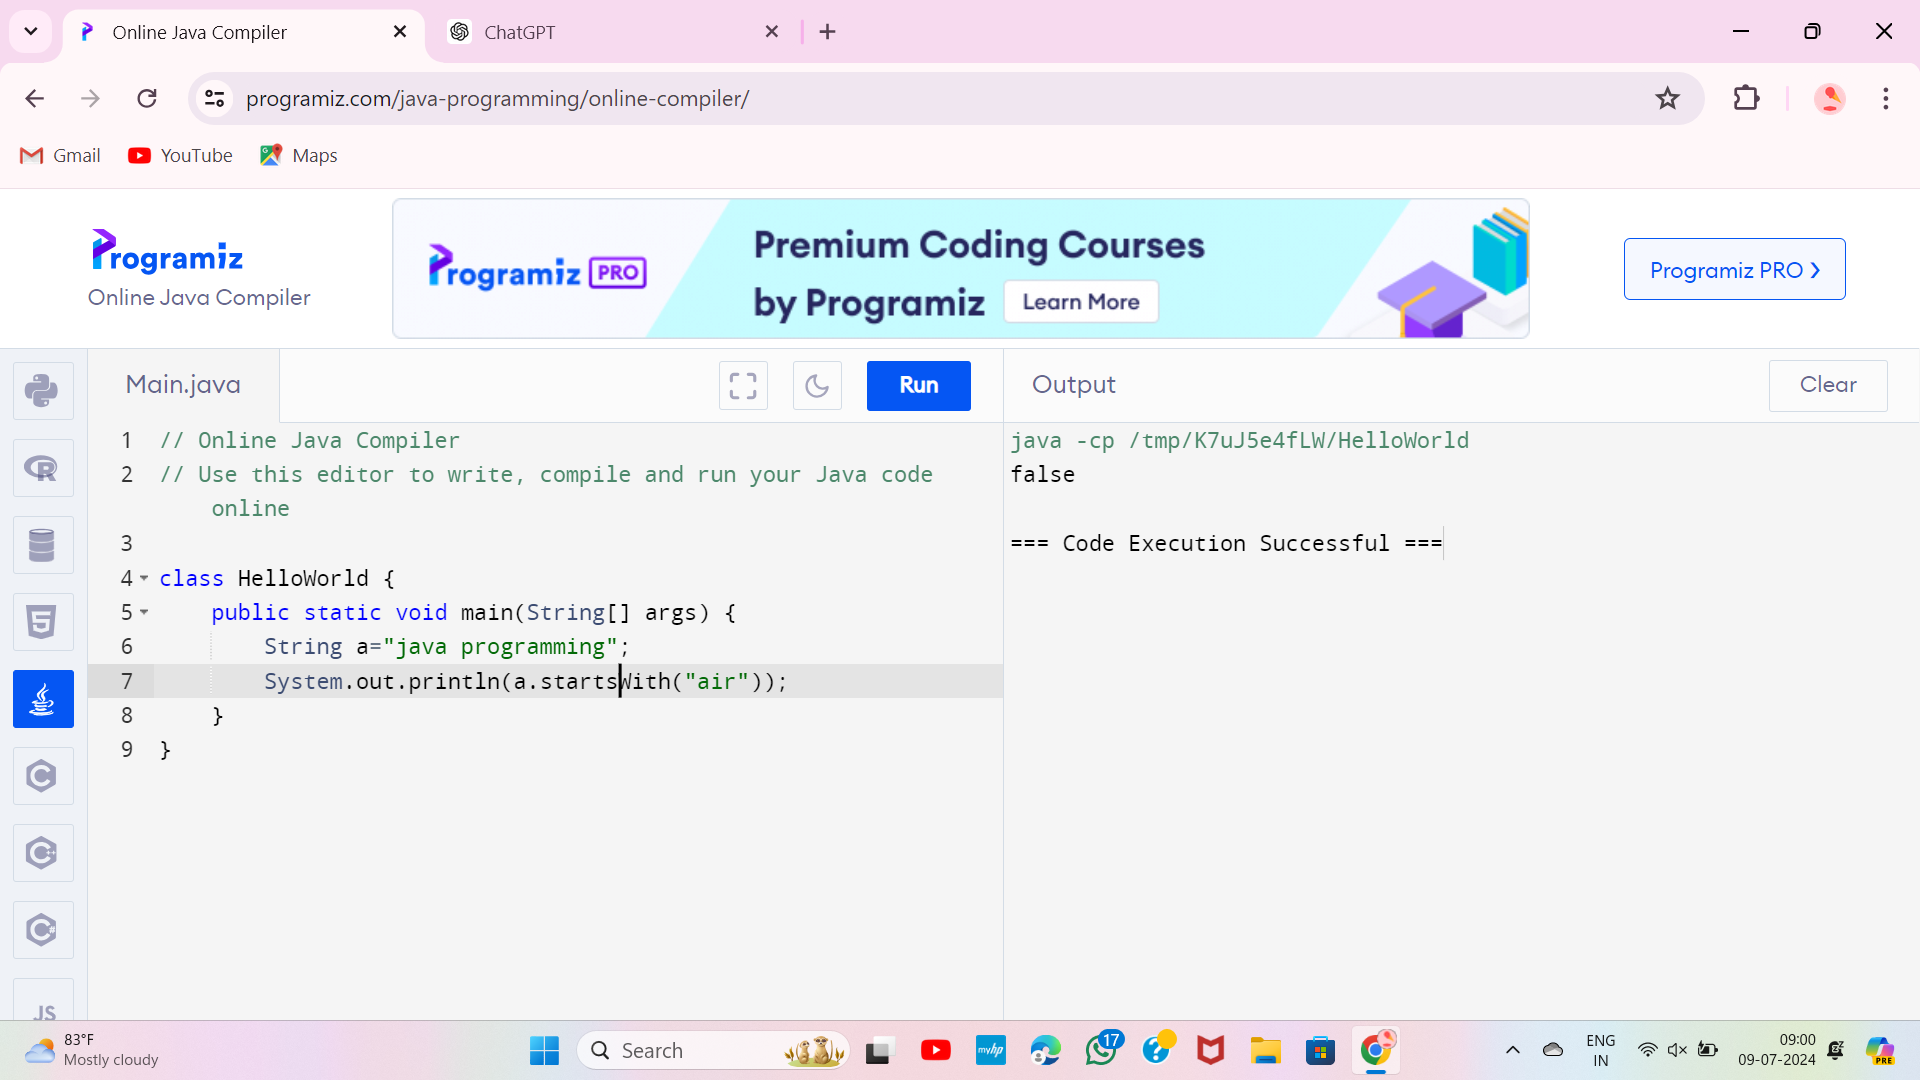 Online Java Compiler
ChatGPT
programiz.com/java-programming/online-compiler/
Gmail
YouTube
Maps
Programiz
Online Java Compiler
Programiz PRO
Premium Coding Courses
by Programiz
Learn More
Programiz PRO
Main.java
Run
Output
Clear
1 // Online Java Compiler
2 // Use this editor to write, compile and run your Java code
online
3
4 class HelloWorld {
5 public static void main(String[] args) {
6 String a="java programming";
7 System.out.println(a.startsWith("air"));
8 }
9 }
java -cp /tmp/K7uJ5e4fLW/HelloWorld
false
=== Code Execution Successful ===
JS
83°F
Mostly cloudy
Search
myhp
17
ENG
IN
09:00
09-07-2024
PRE